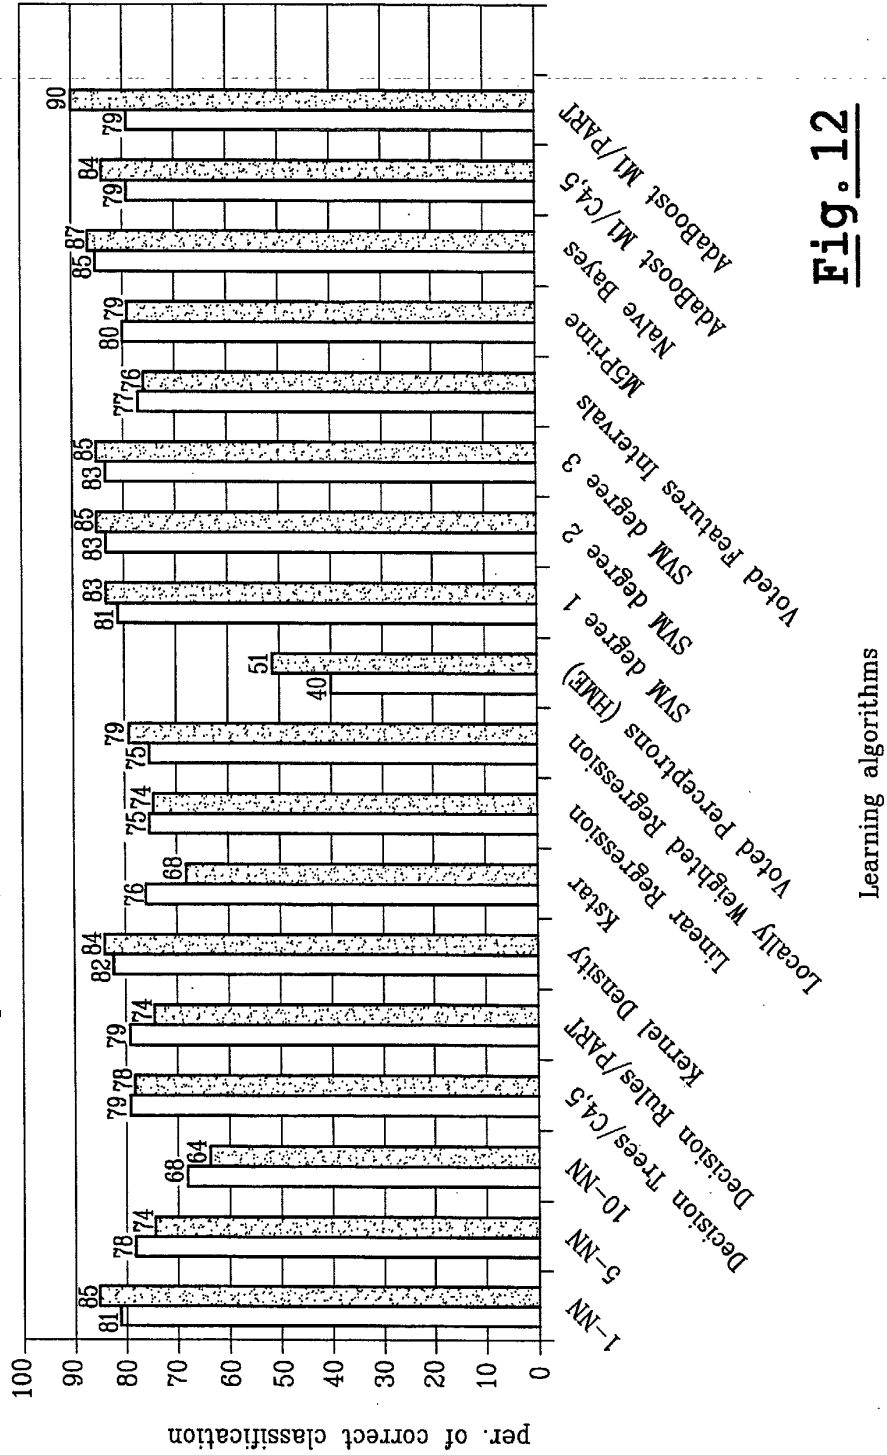 per. of correct classification
100
90
80
70
60
50
40
30
20
10
0
81 85
78 74
68 64
79 78
79 74
82 84
76 68
75 74
75 79
40 51
81 83
83 85
83 85
77 76
80 79
85 87
79 84
79 90
1-NN
5-NN
10-NN
Decision Trees/C4,5
Decision Rules/PART
Kernel Density
Kstar
Linear Regression
Locally Weighted Regression
Voted Perceptrons (HME)
SVM degree 1
SVM degree 2
SVM degree 3
Voted Features Intervals
M5Prime
Naive Bayes
AdaBoost M1/C4,5
AdaBoost M1/PART
Learning algorithms
Fig. 12